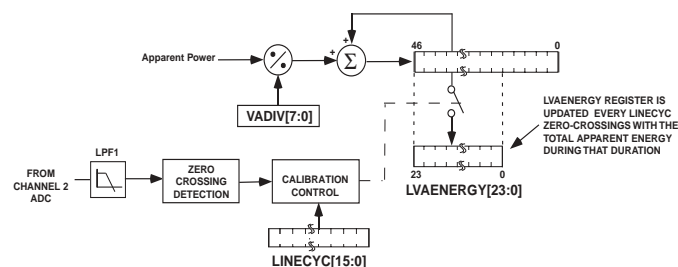 46
0
+
+
Apparent Power
%
Σ
VADIV[7:0]
LVAENERGY REGISTER IS
UPDATED EVERY LINECYC
ZERO-CROSSINGS WITH THE
TOTAL APPARENT ENERGY
DURING THAT DURATION
LPF1
23
0
FROM
CHANNEL 2
ADC
ZERO
CROSSING
DETECTION
CALIBRATION
CONTROL
LVAENERGY[23:0]
LINECYC[15:0]